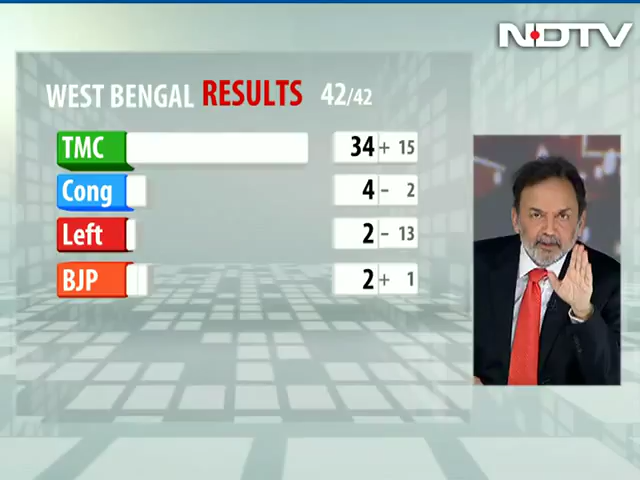 NDTV
WEST BENGAL RESULTS 42/42
TMC 34 + 15
Cong 4 - 2
Left 2 - 13
BJP 2 + 1